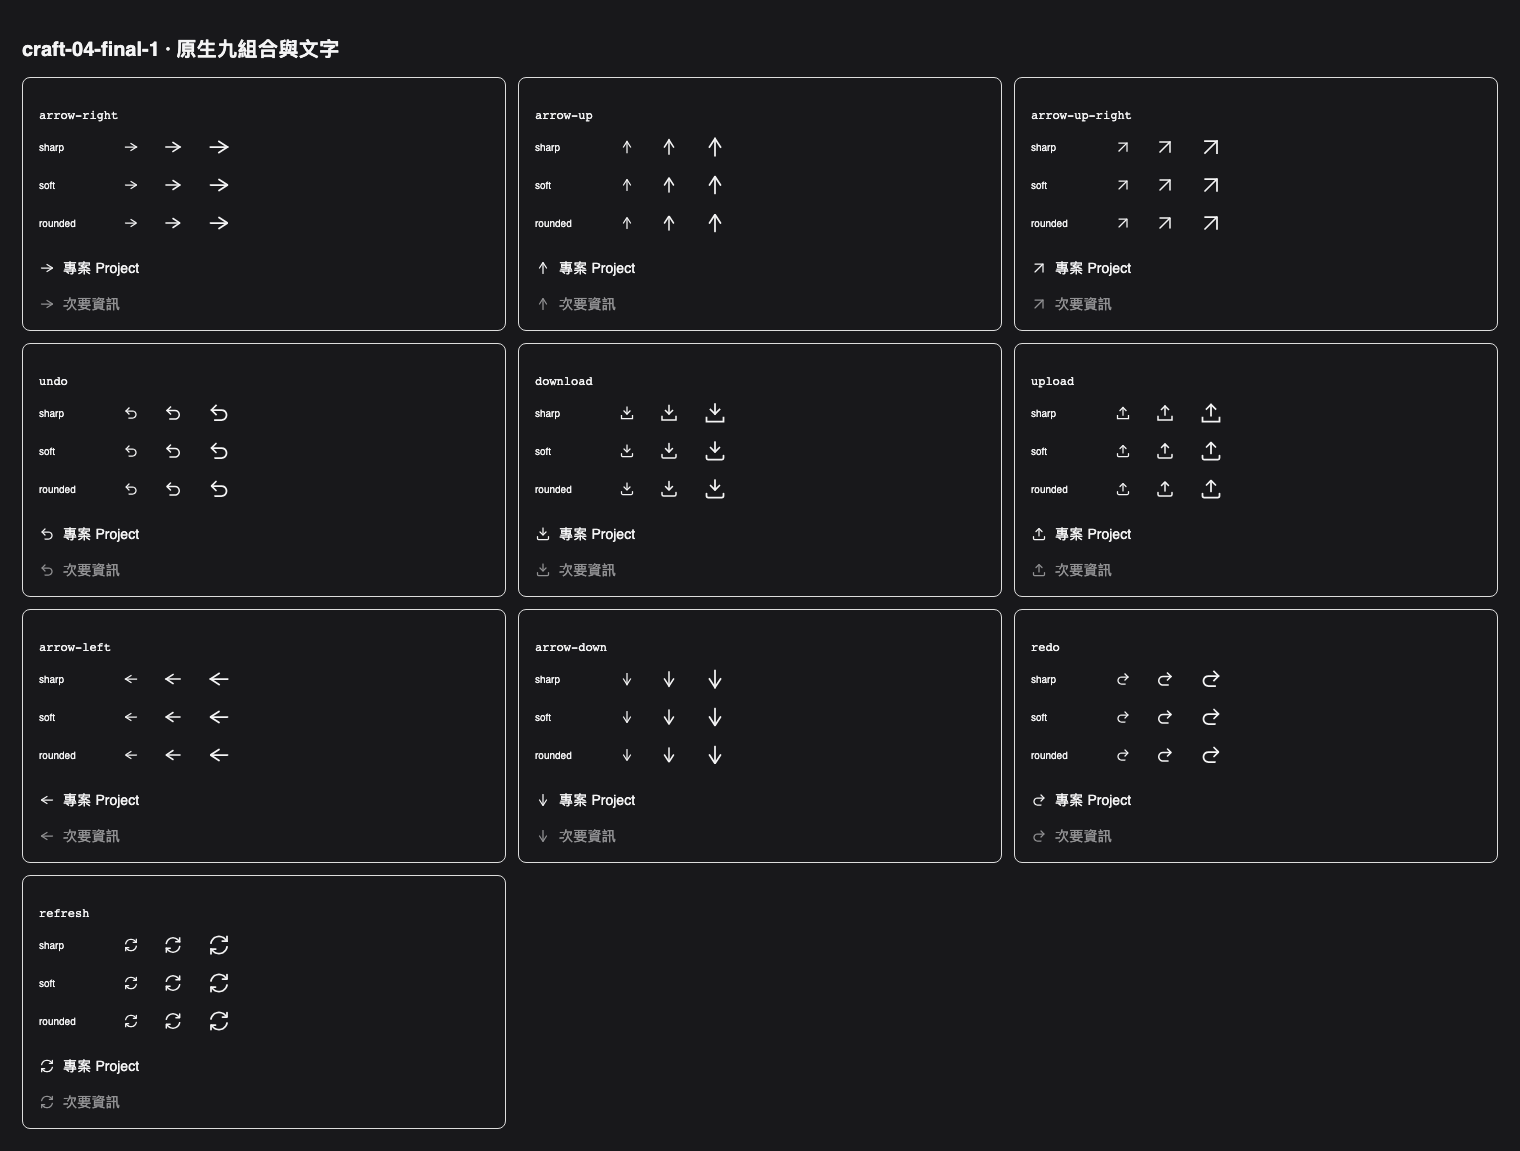 craft-04-final-1 · 原生九組合與文字
arrow-right
sharp
soft
rounded
專案 Project
次要資訊
arrow-up
sharp
soft
rounded
專案 Project
次要資訊
arrow-up-right
sharp
soft
rounded
專案 Project
次要資訊
undo
sharp
soft
rounded
專案 Project
次要資訊
download
sharp
soft
rounded
專案 Project
次要資訊
upload
sharp
soft
rounded
專案 Project
次要資訊
arrow-left
sharp
soft
rounded
專案 Project
次要資訊
arrow-down
sharp
soft
rounded
專案 Project
次要資訊
redo
sharp
soft
rounded
專案 Project
次要資訊
refresh
sharp
soft
rounded
專案 Project
次要資訊